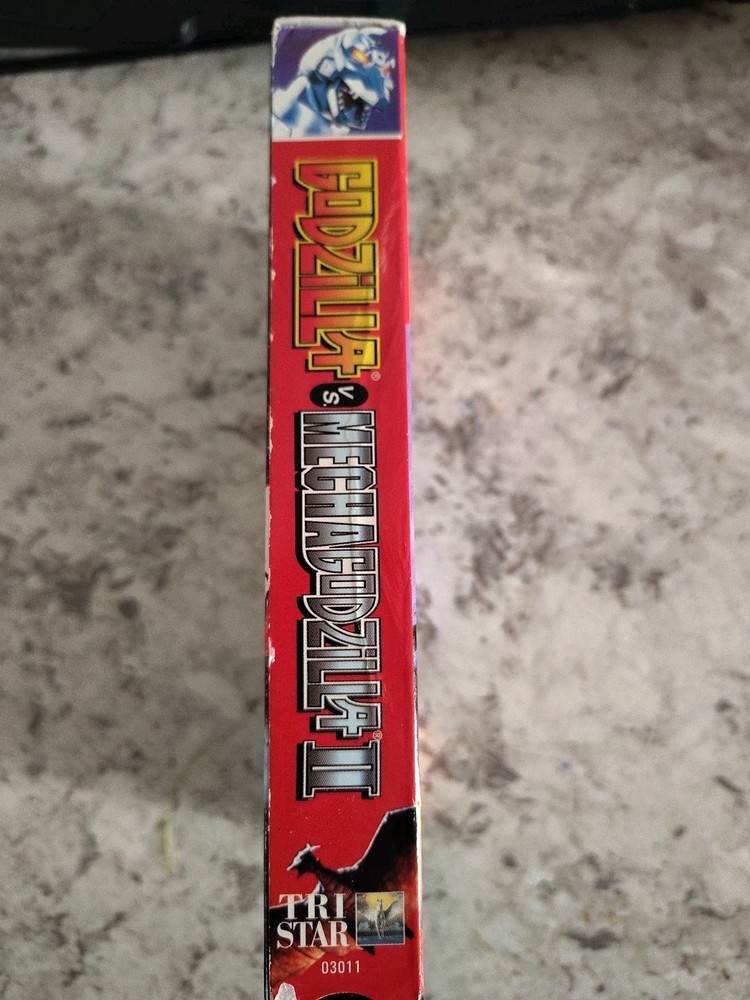 GODZILLA®
vs.
MECHAGODZILLA® II
TRI
STAR
03011